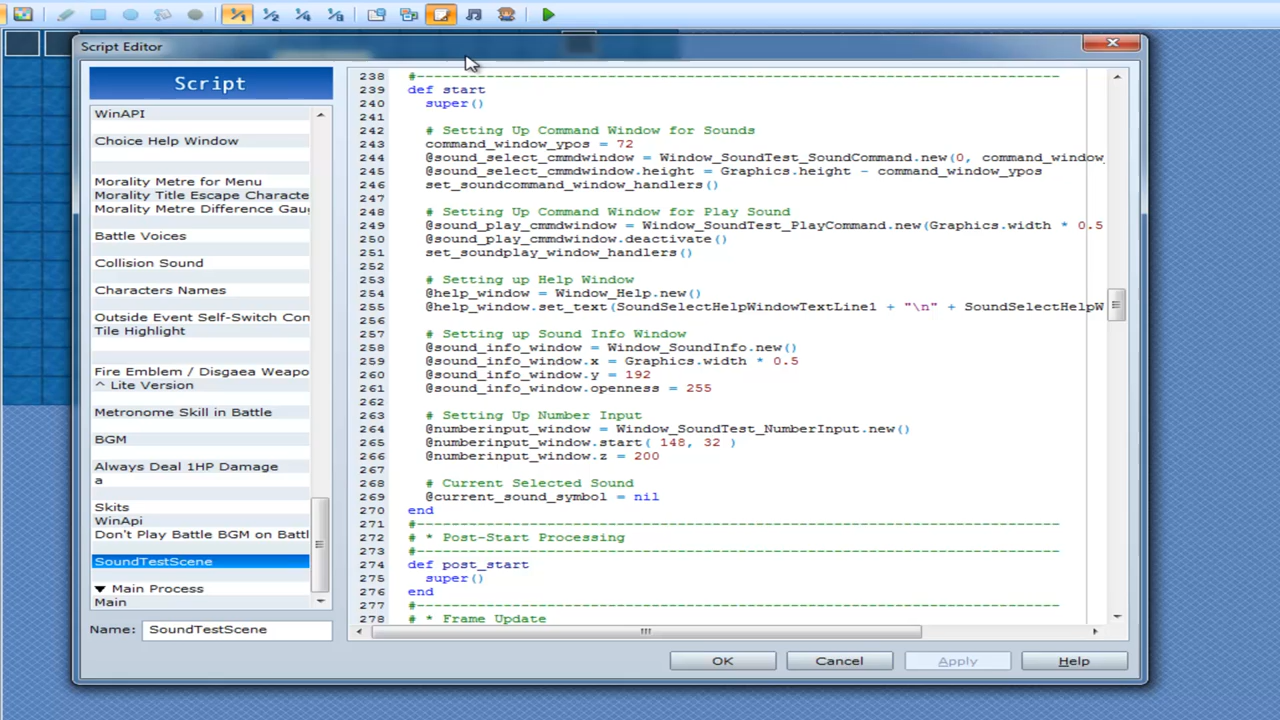 1/1
1/2
1/4
1/8
Script Editor
Script
WinAPI
Choice Help Window
Morality Metre for Menu
Morality Title Escape Characte
Morality Metre Difference Gau
Battle Voices
Collision Sound
Characters Names
Outside Event Self-Switch Con
Tile Highlight
Fire Emblem / Disgaea Weapo
^ Lite Version
Metronome Skill in Battle
BGM
Always Deal 1HP Damage
a
Skits
WinApi
Don't Play Battle BGM on Battl
SoundTestScene
▼ Main Process
Main
Name: SoundTestScene
238 #--------------------------------------------------------------------------
239 def start
240 super()
241
242 # Setting Up Command Window for Sounds
243 command_window_ypos = 72
244 @sound_select_cmmdwindow = Window_SoundTest_SoundCommand.new(0, command_window_
245 @sound_select_cmmdwindow.height = Graphics.height - command_window_ypos
246 set_soundcommand_window_handlers()
247
248 # Setting Up Command Window for Play Sound
249 @sound_play_cmmdwindow = Window_SoundTest_PlayCommand.new(Graphics.width * 0.5
250 @sound_play_cmmdwindow.deactivate()
251 set_soundplay_window_handlers()
252
253 # Setting up Help Window
254 @help_window = Window_Help.new()
255 @help_window.set_text(SoundSelectHelpWindowTextLine1 + "\n" + SoundSelectHelpW
256
257 # Setting up Sound Info Window
258 @sound_info_window = Window_SoundInfo.new()
259 @sound_info_window.x = Graphics.width * 0.5
260 @sound_info_window.y = 192
261 @sound_info_window.openness = 255
262
263 # Setting Up Number Input
264 @numberinput_window = Window_SoundTest_NumberInput.new()
265 @numberinput_window.start( 148, 32 )
266 @numberinput_window.z = 200
267
268 # Current Selected Sound
269 @current_sound_symbol = nil
270 end
271 #--------------------------------------------------------------------------
272 # * Post-Start Processing
273 #--------------------------------------------------------------------------
274 def post_start
275 super()
276 end
277 #--------------------------------------------------------------------------
278 # * Frame Update
OK
Cancel
Apply
Help